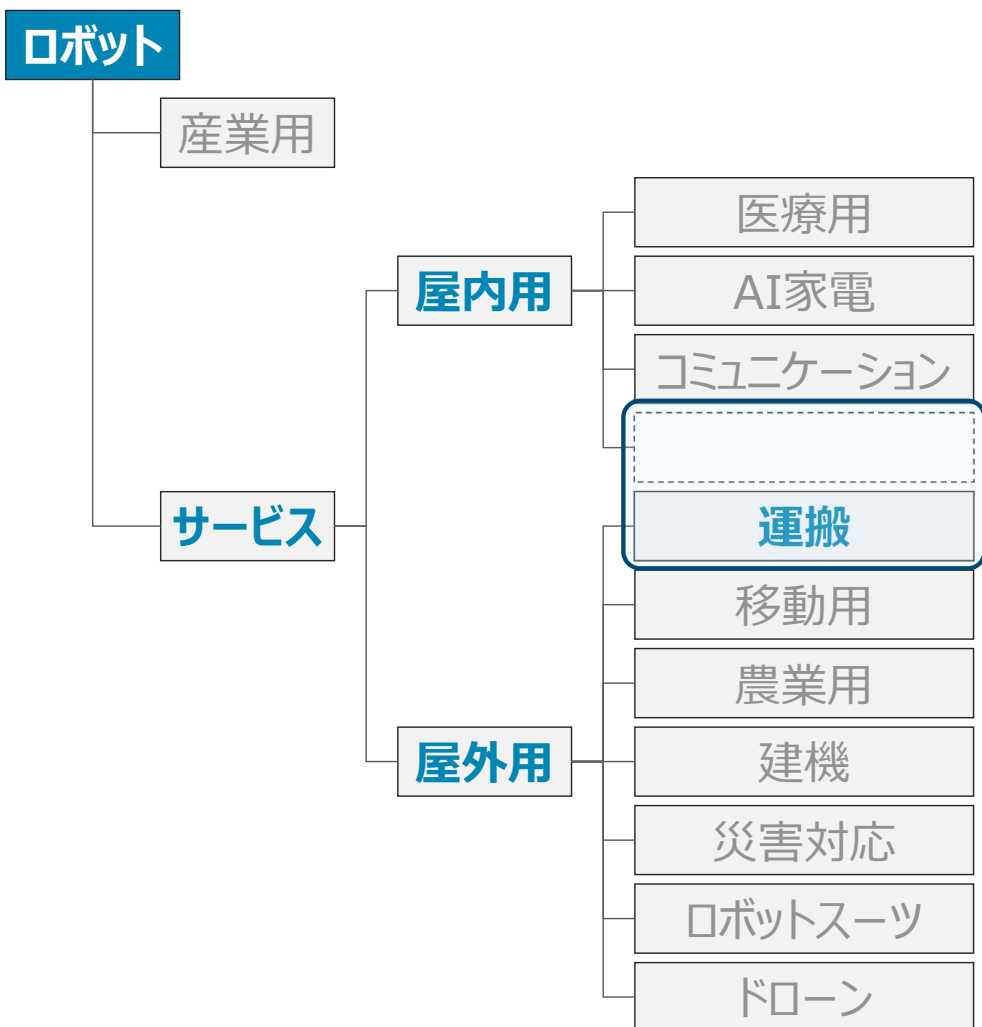 ロボット
産業用
サービス
屋内用
医療用
AI家電
コミュニケーション
運搬
屋外用
移動用
農業用
建機
災害対応
ロボットスーツ
ドローン